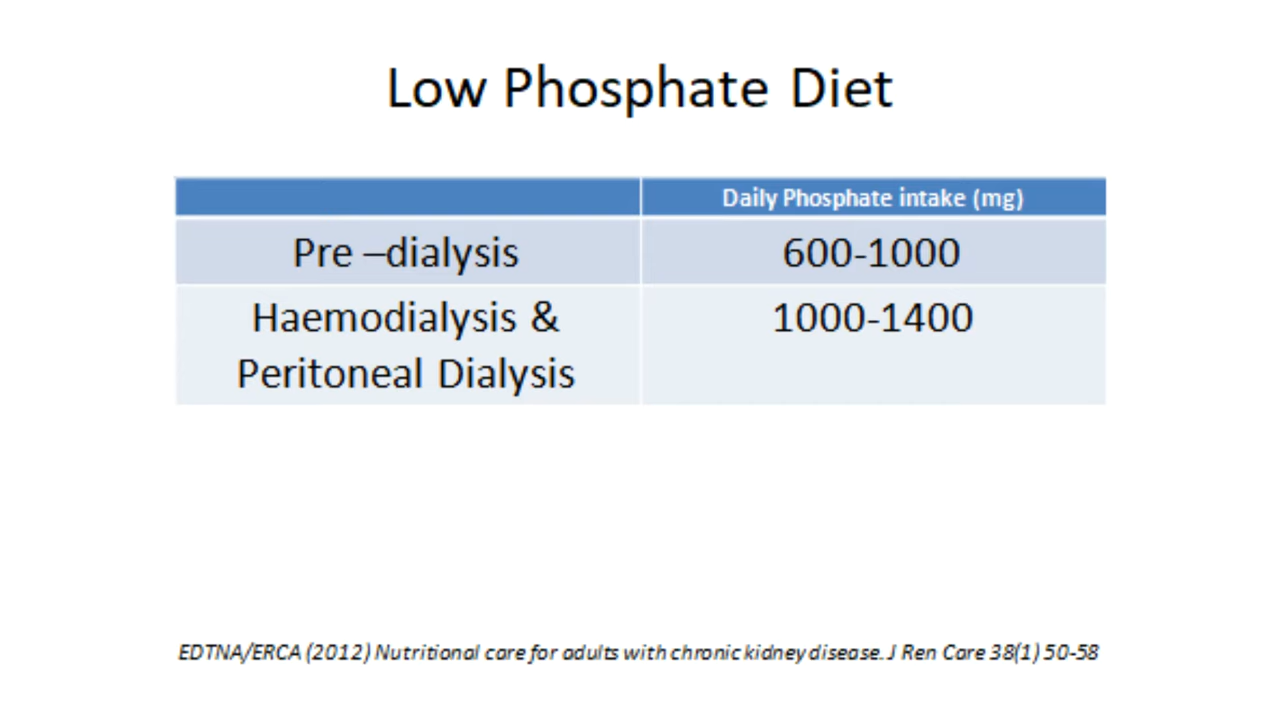 Low Phosphate Diet
Daily Phosphate intake (mg)
Pre –dialysis 600-1000
Haemodialysis & 1000-1400
Peritoneal Dialysis
EDTNA/ERCA (2012) Nutritional care for adults with chronic kidney disease. J Ren Care 38(1) 50-58